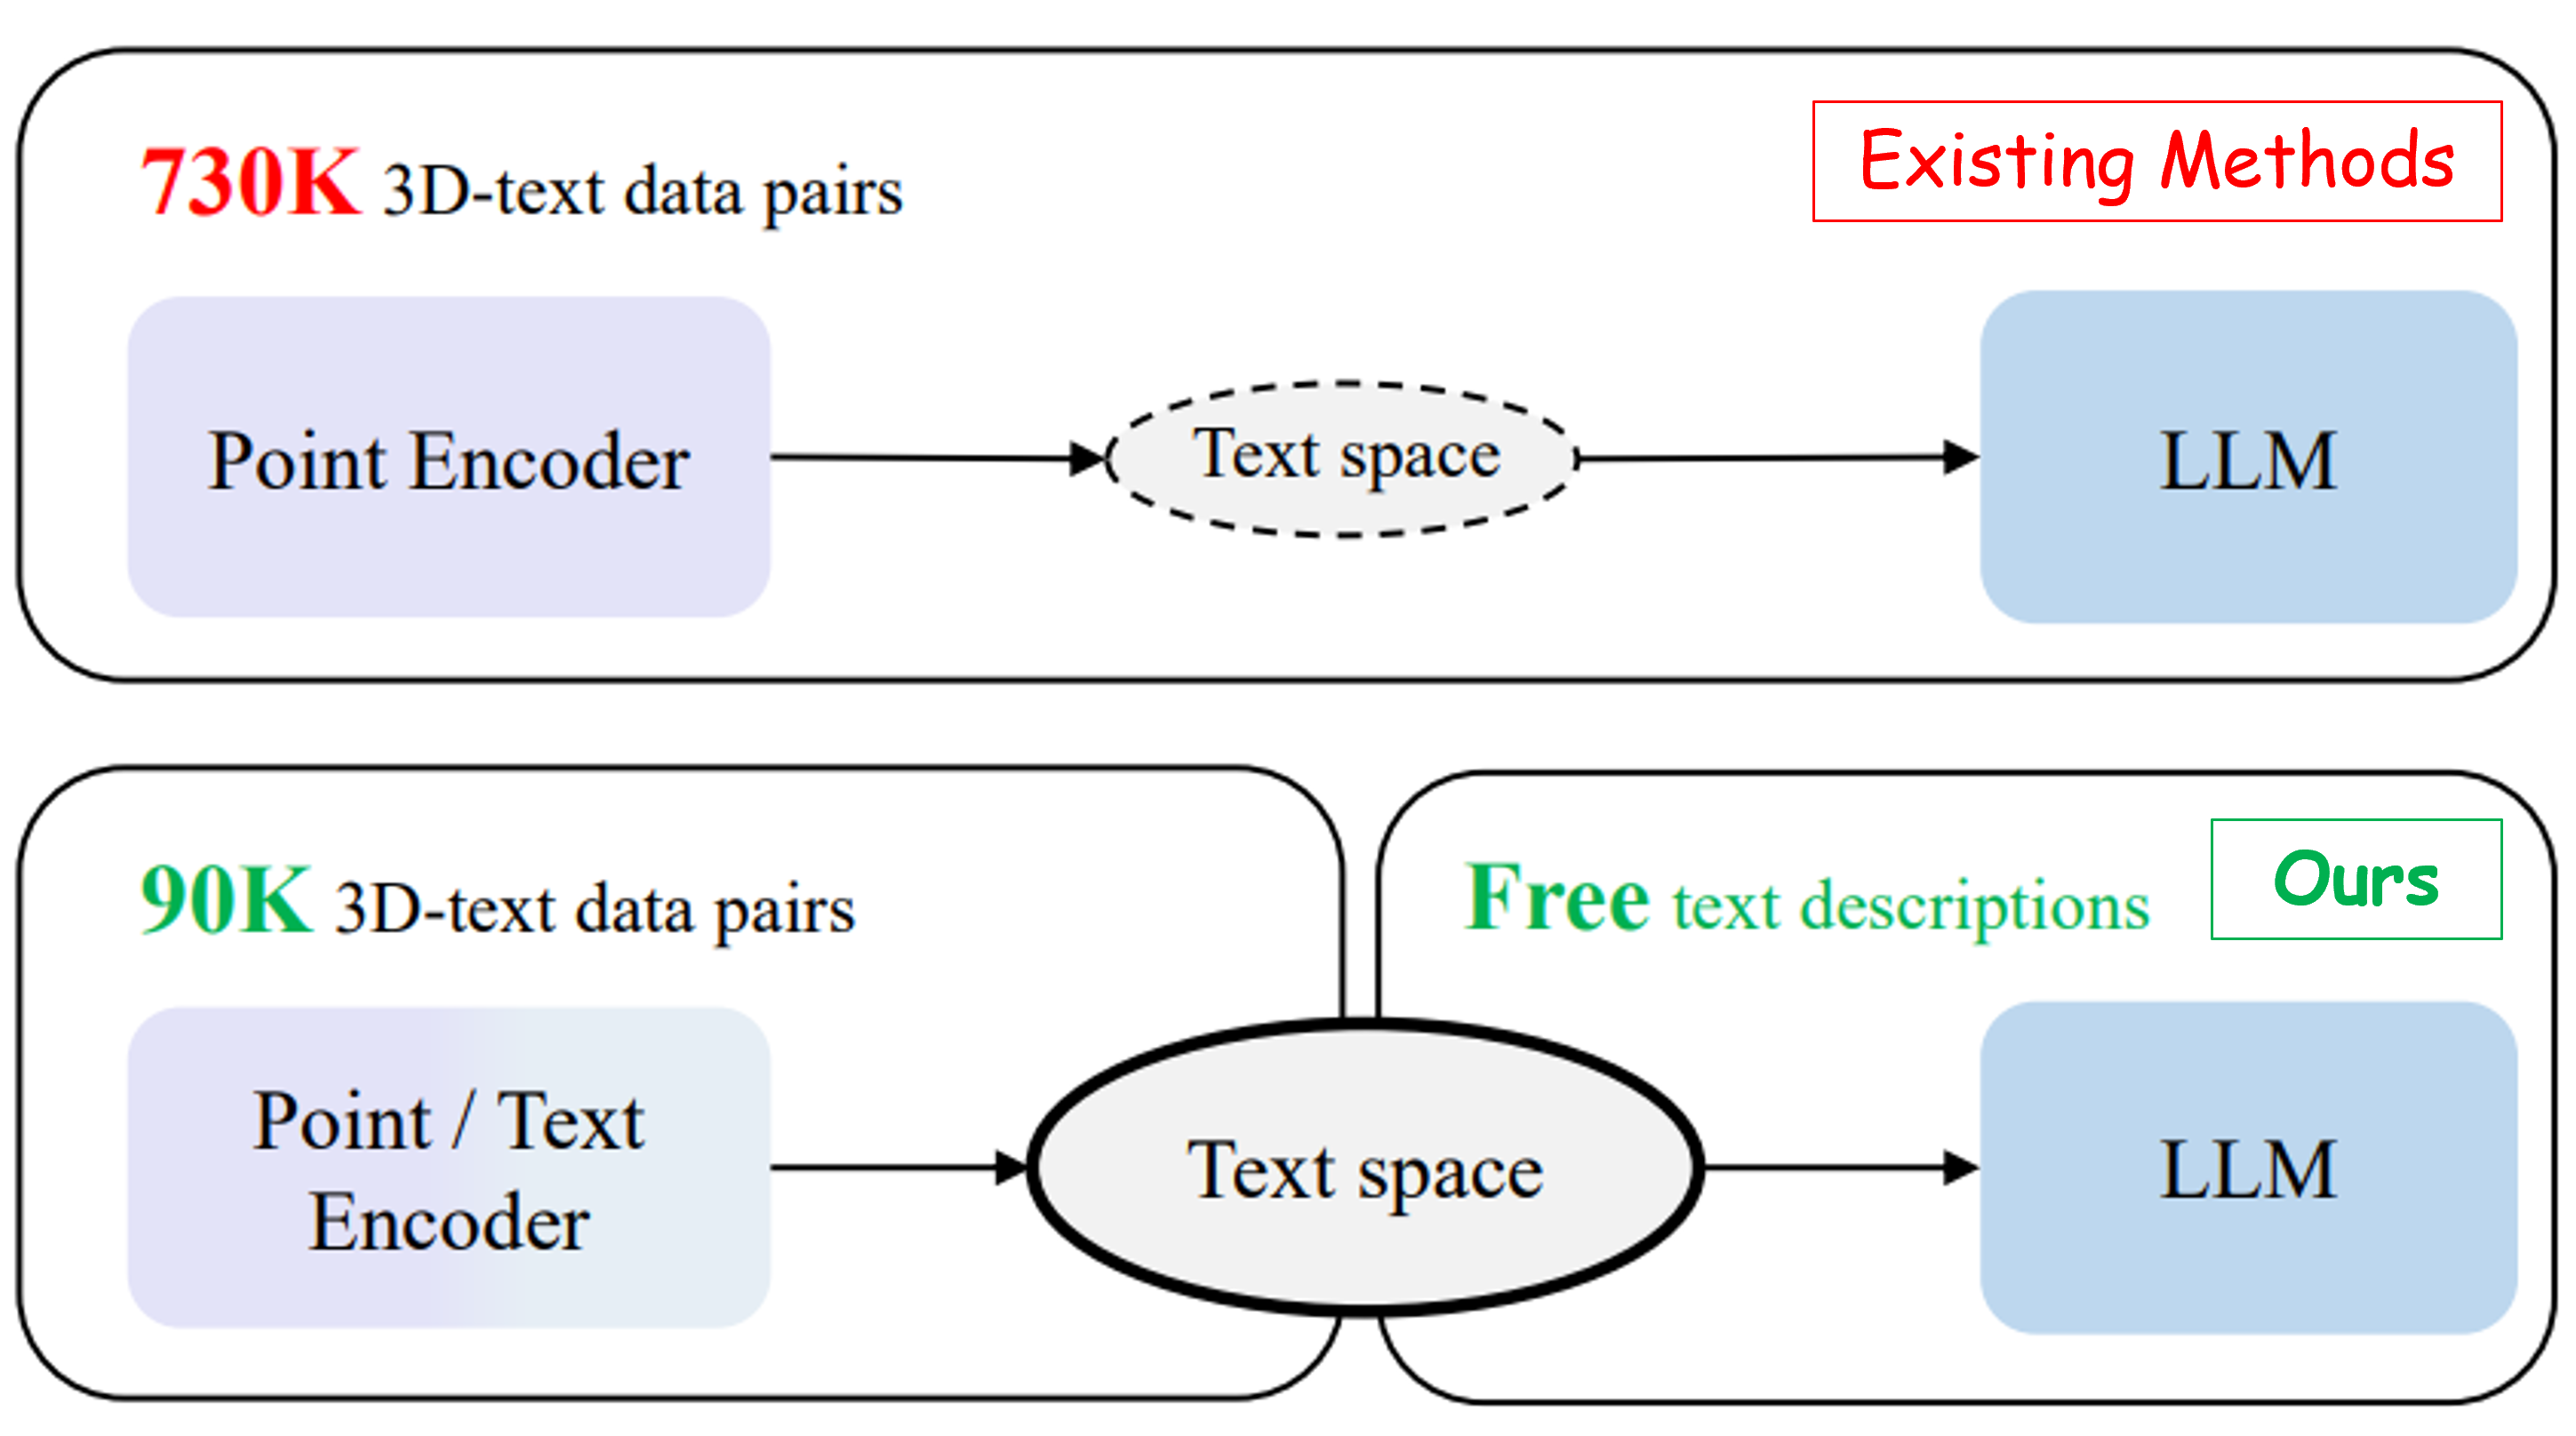 730K 3D-text data pairs
Existing Methods
Point Encoder
Text space
LLM
90K 3D-text data pairs
Free text descriptions
Ours
Point / Text
Encoder
Text space
LLM